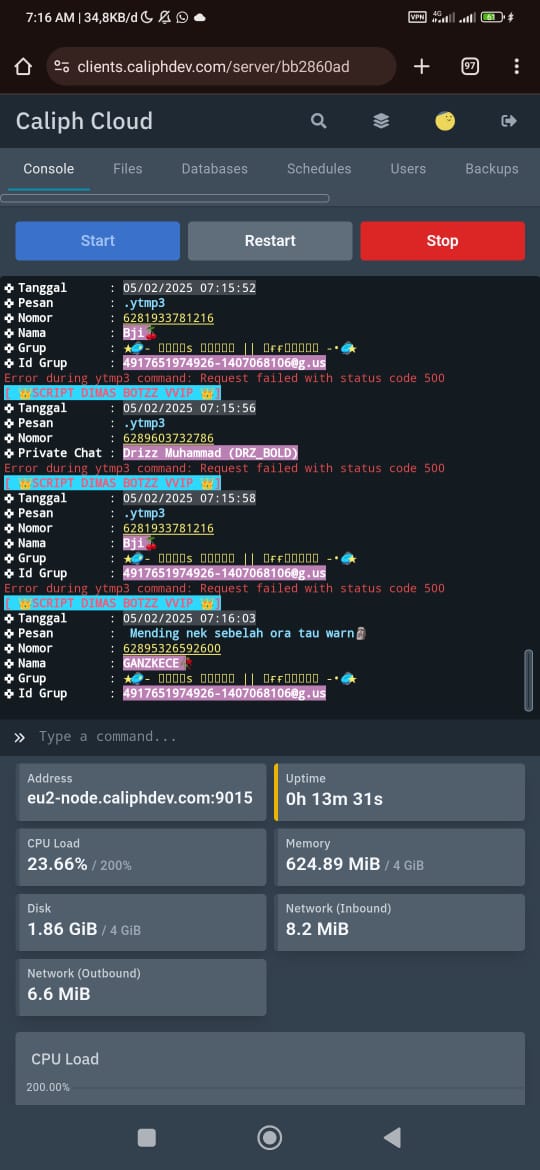 7:16 AM | 34,8KB/d
VPN 4G 61
clients.caliphdev.com/server/bb2860ad 97
Caliph Cloud
Console Files Databases Schedules Users Backups
Start Restart Stop
Tanggal : 05/02/2025 07:15:52
Pesan : .ytmp3
Nomor : 6281933781216
Nama : Bji🍒
Grup : ★🐟- ▯▯▯▯s ▯▯▯▯▯ || ▯ғғ▯▯▯▯▯ -•🐟★
Id Grup : 4917651974926-1407068106@g.us
Error during ytmp3 command: Request failed with status code 500
[ 👑SCRIPT DIMAS BOTZZ VVIP 👑]
Tanggal : 05/02/2025 07:15:56
Pesan : .ytmp3
Nomor : 6289603732786
Private Chat : Drizz Muhammad (DRZ_BOLD)
Error during ytmp3 command: Request failed with status code 500
[ 👑SCRIPT DIMAS BOTZZ VVIP 👑]
Tanggal : 05/02/2025 07:15:58
Pesan : .ytmp3
Nomor : 6281933781216
Nama : Bji🍒
Grup : ★🐟- ▯▯▯▯s ▯▯▯▯▯ || ▯ғғ▯▯▯▯▯ -•🐟★
Id Grup : 4917651974926-1407068106@g.us
Error during ytmp3 command: Request failed with status code 500
[ 👑SCRIPT DIMAS BOTZZ VVIP 👑]
Tanggal : 05/02/2025 07:16:03
Pesan : Mending nek sebelah ora tau warn🗿
Nomor : 62895326592600
Nama : GANZKECE
Grup : ★🐟- ▯▯▯▯s ▯▯▯▯▯ || ▯ғғ▯▯▯▯▯ -•🐟★
Id Grup : 4917651974926-1407068106@g.us
» Type a command...
Address Uptime
eu2-node.caliphdev.com:9015 0h 13m 31s
CPU Load Memory
23.66% / 200% 624.89 MiB / 4 GiB
Disk Network (Inbound)
1.86 GiB / 4 GiB 8.2 MiB
Network (Outbound)
6.6 MiB
CPU Load
200.00%